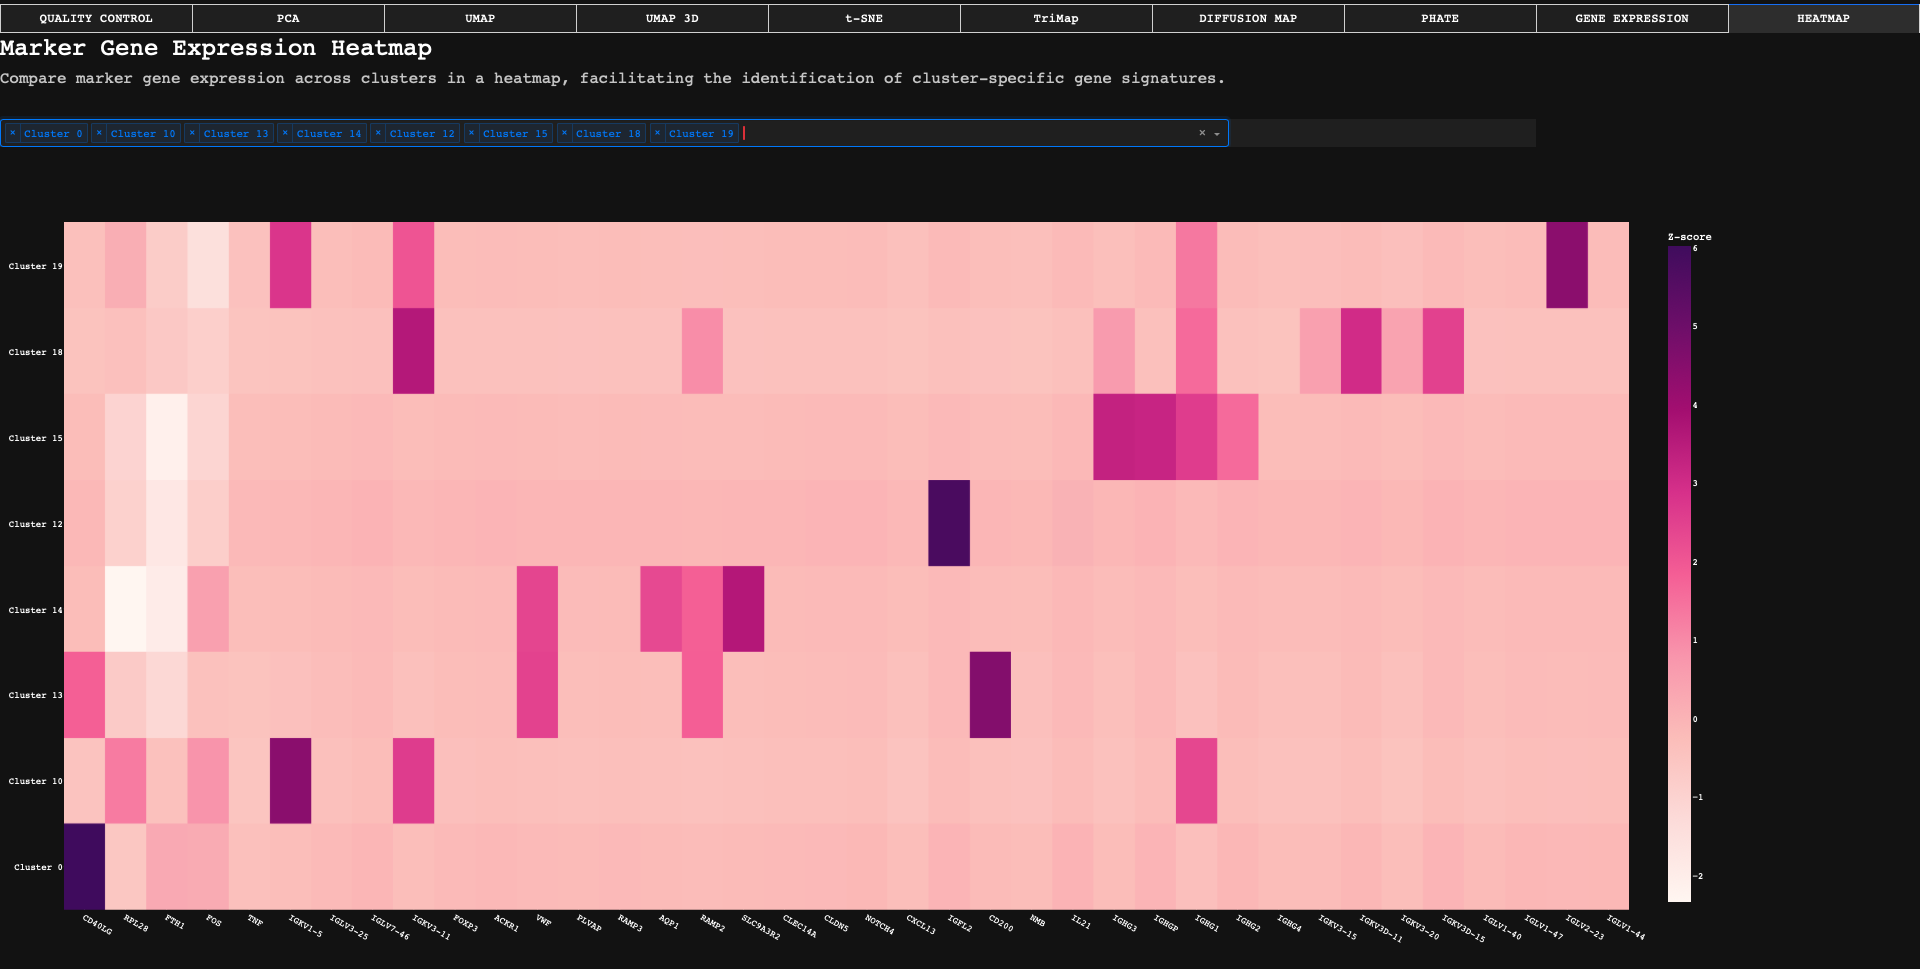 QUALITY CONTROL PCA UMAP UMAP 3D t-SNE TriMap DIFFUSION MAP PHATE GENE EXPRESSION HEATMAP
Marker Gene Expression Heatmap
Compare marker gene expression across clusters in a heatmap, facilitating the identification of cluster-specific gene signatures.
× Cluster 0 × Cluster 10 × Cluster 13 × Cluster 14 × Cluster 12 × Cluster 15 × Cluster 18 × Cluster 19 ×
Z-score
6
5
4
3
2
1
0
−1
−2
Cluster 19
Cluster 18
Cluster 15
Cluster 12
Cluster 14
Cluster 13
Cluster 10
Cluster 0
CD40LG RPL28 FTH1 FOS TNF IGKV1-5 IGLV3-25 IGLV7-46 IGKV3-11 FOXP3 ACKR1 VWF PLVAP RAMP3 AQP1 RAMP2 SLC9A3R2 CLEC14A CLDN5 NOTCH4 CXCL13 IGFL2 CD200 NMB IL21 IGHG3 IGHGP IGHG1 IGHG2 IGHG4 IGKV3-15 IGKV3D-11 IGKV3-20 IGKV3D-15 IGLV1-40 IGLV1-47 IGLV2-23 IGLV1-44